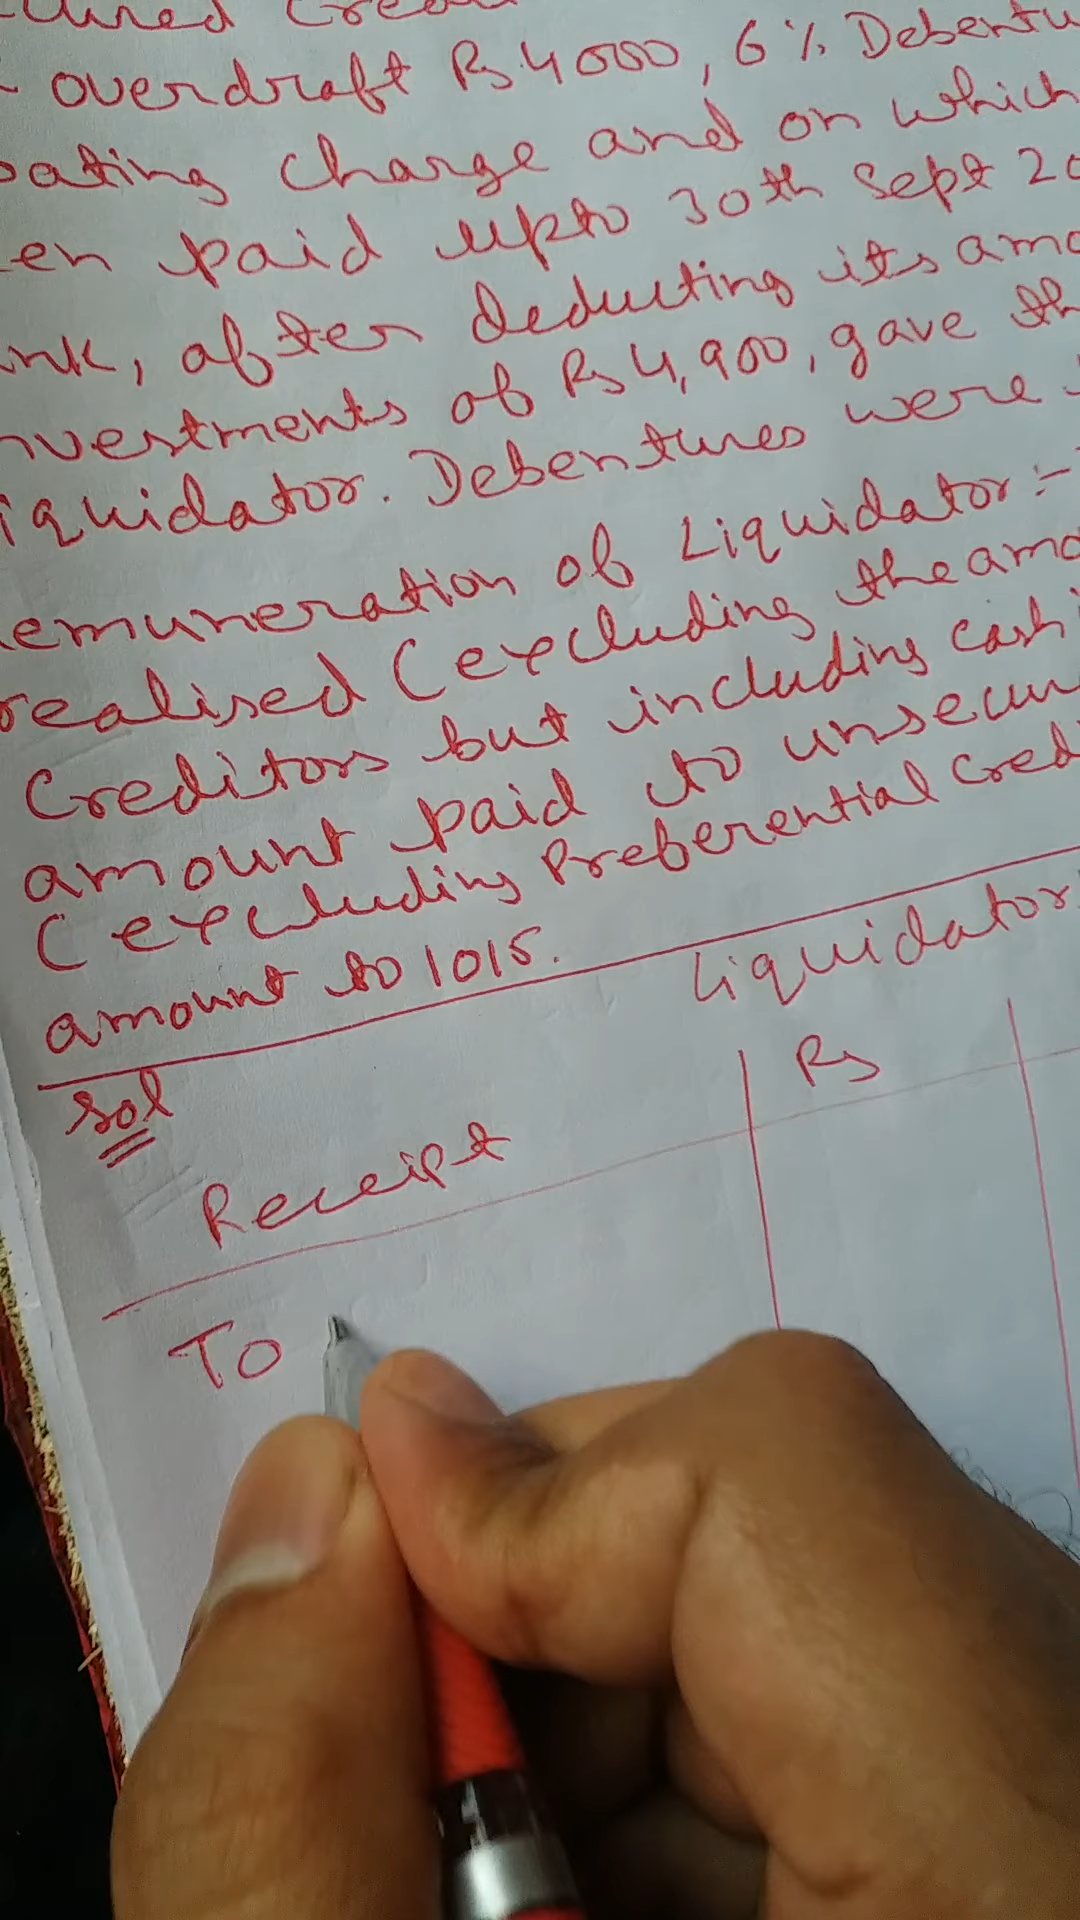 overdraft Rs 4000, 6% Debentu
ating charge and on which
en paid upto 30th Sept 20
nk, after deducting its amo
nvestments of Rs 4,900, gave th
iquidator. Debentures were
emuneration of Liquidator :-
realised (excluding the amo
Creditors but including cash
amount paid to unsecu
(excluding Preferential Cred
amount to 1015.
Liquidator
Sol
Receipt
Rs
To